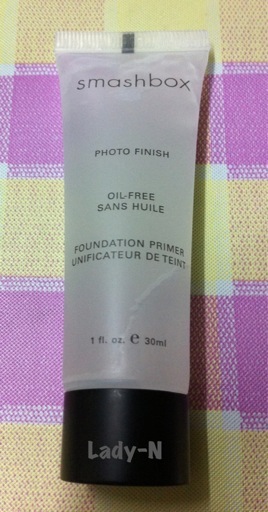 smashbox
PHOTO FINISH
OIL-FREE
SANS HUILE
FOUNDATION PRIMER
UNIFICATEUR DE TEINT
1 fl. oz. e 30ml
Lady-N